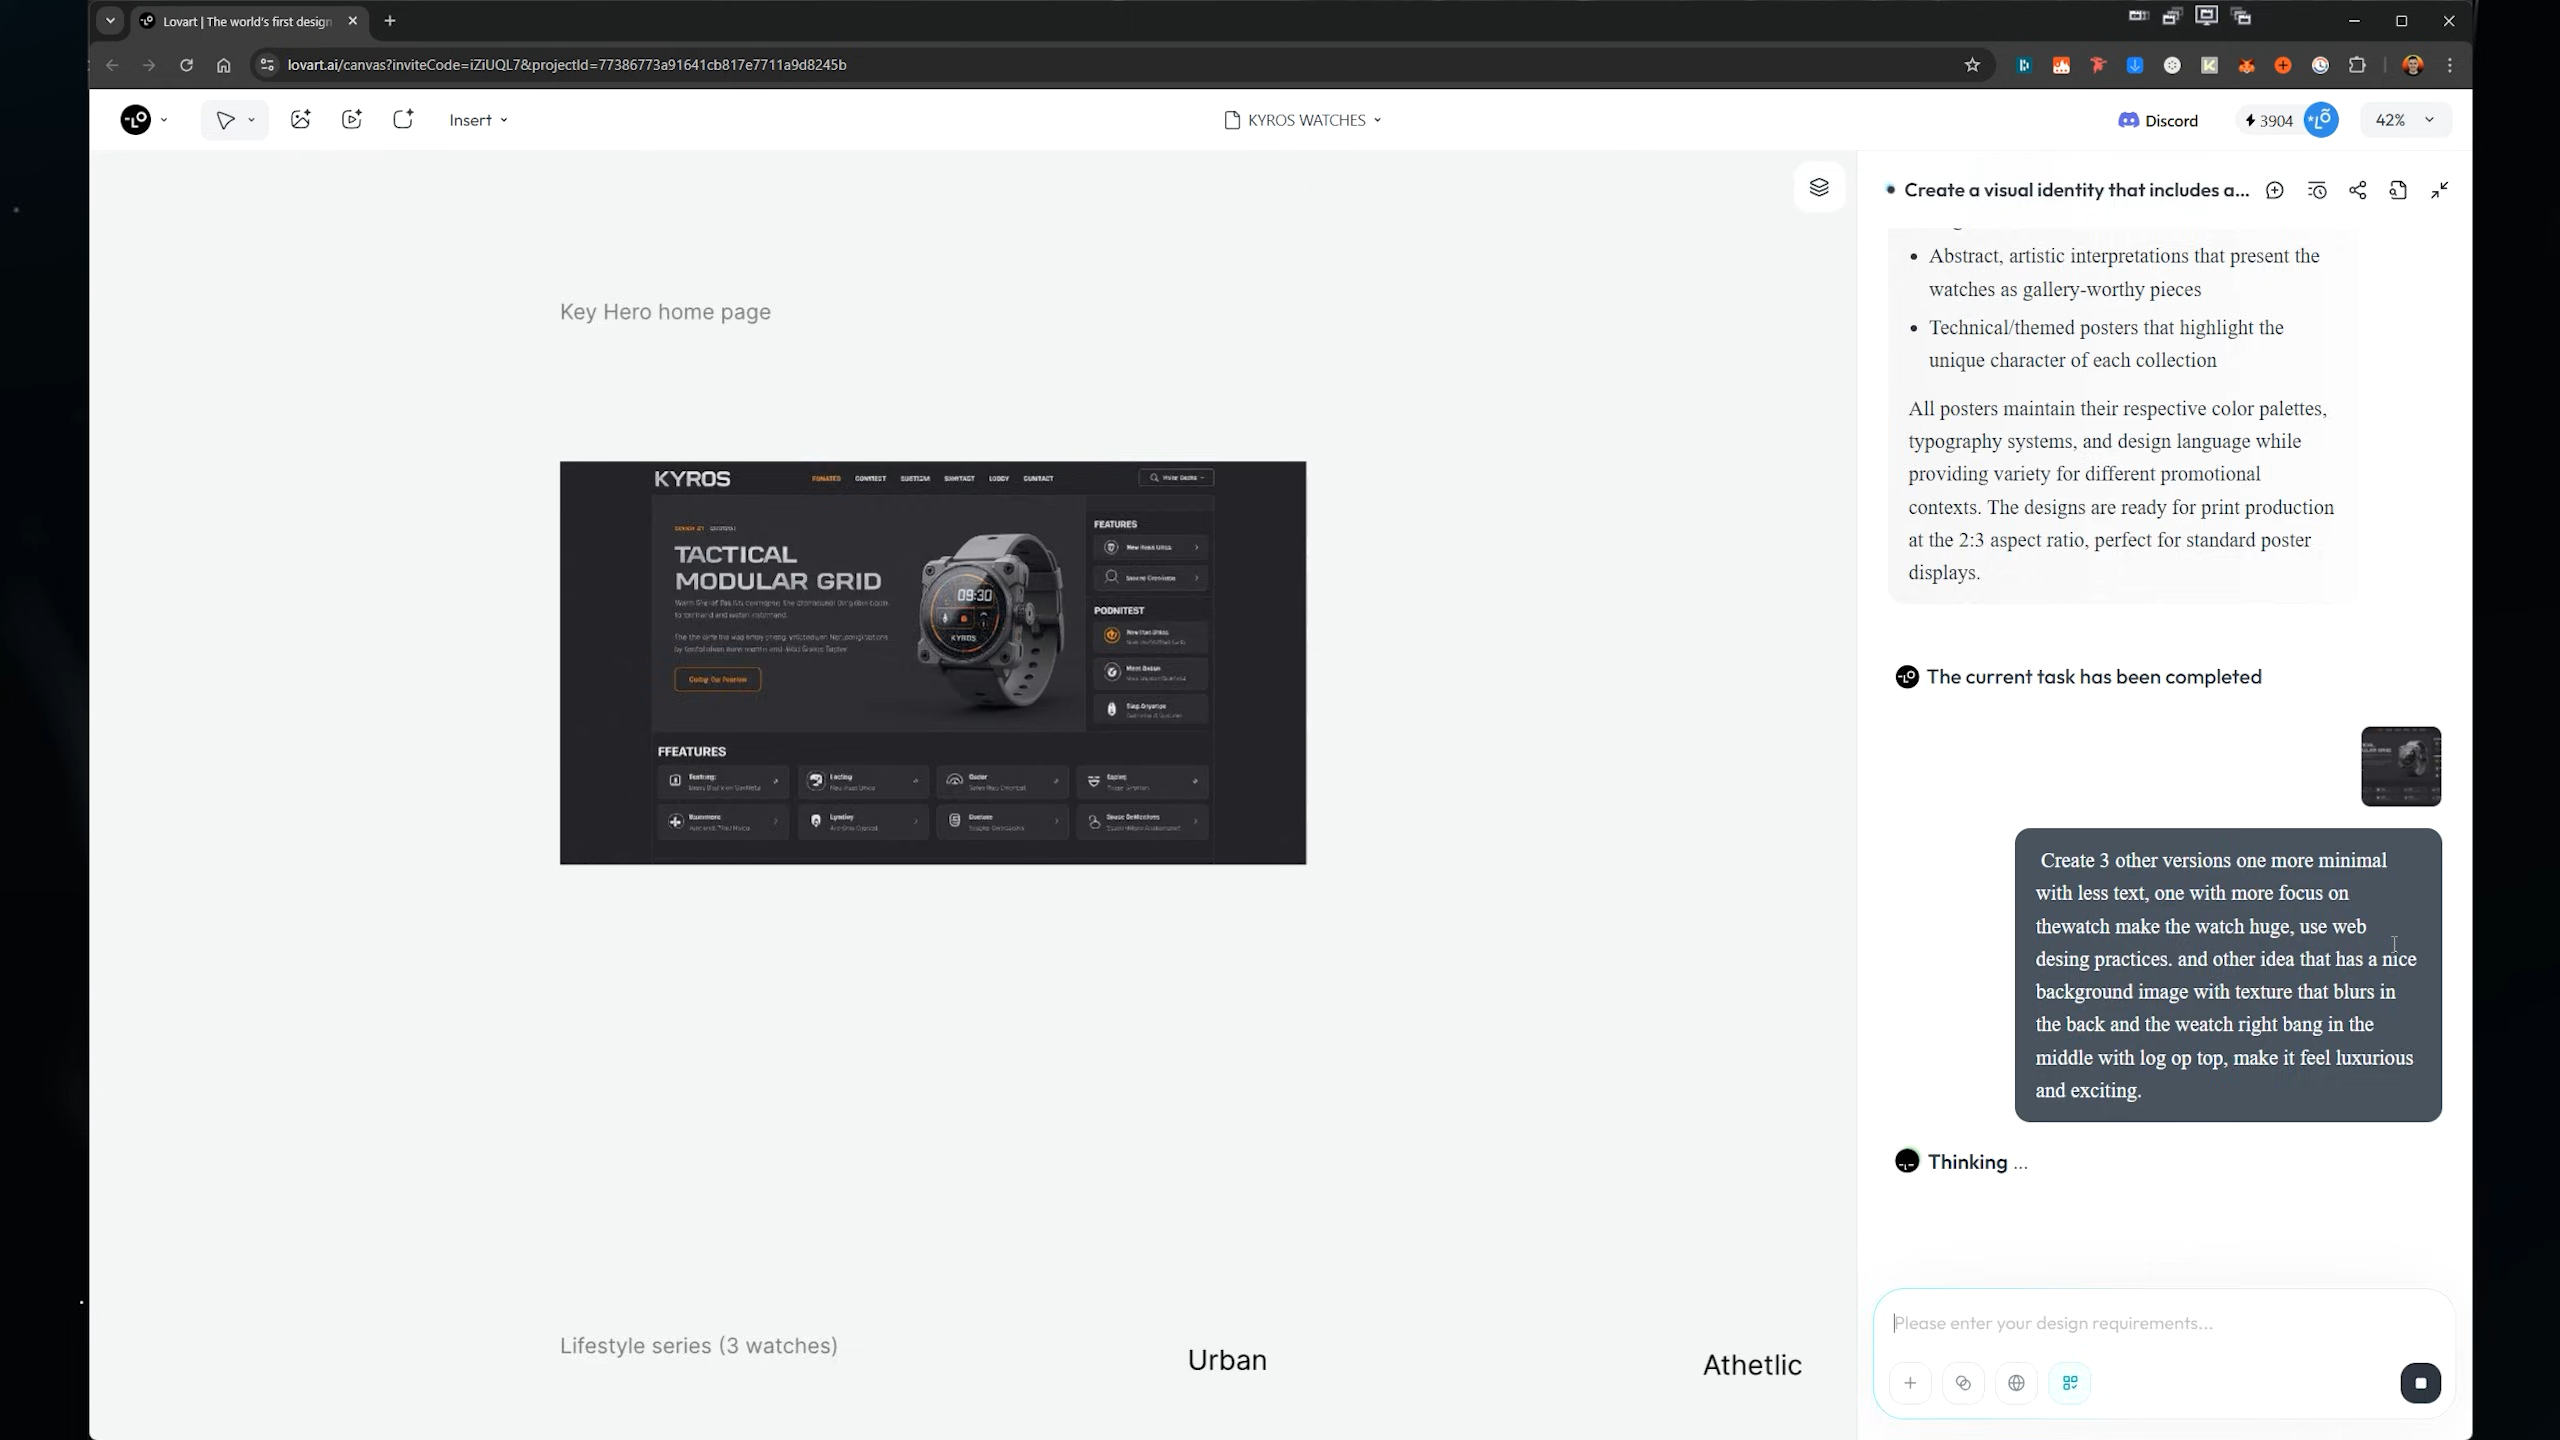 Lovart | The world's first design
lovart.ai/canvas?inviteCode=iZiUQL7&projectId=77386773a91641cb817e7711a9d8245b
Insert
KYROS WATCHES
Discord
3904
42%
Key Hero home page
KYROS
CONTACT
TACTICAL
MODULAR GRID
09:30
KYROS
FEATURES
PODNITEST
FFEATURES
Lifestyle series (3 watches)
Urban
Athetlic
Create a visual identity that includes a...
Abstract, artistic interpretations that present the
watches as gallery-worthy pieces
Technical/themed posters that highlight the
unique character of each collection
All posters maintain their respective color palettes,
typography systems, and design language while
providing variety for different promotional
contexts. The designs are ready for print production
at the 2:3 aspect ratio, perfect for standard poster
displays.
The current task has been completed
Create 3 other versions one more minimal
with less text, one with more focus on
thewatch make the watch huge, use web
desing practices. and other idea that has a nice
background image with texture that blurs in
the back and the weatch right bang in the
middle with log op top, make it feel luxurious
and exciting.
Thinking ...
Please enter your design requirements...